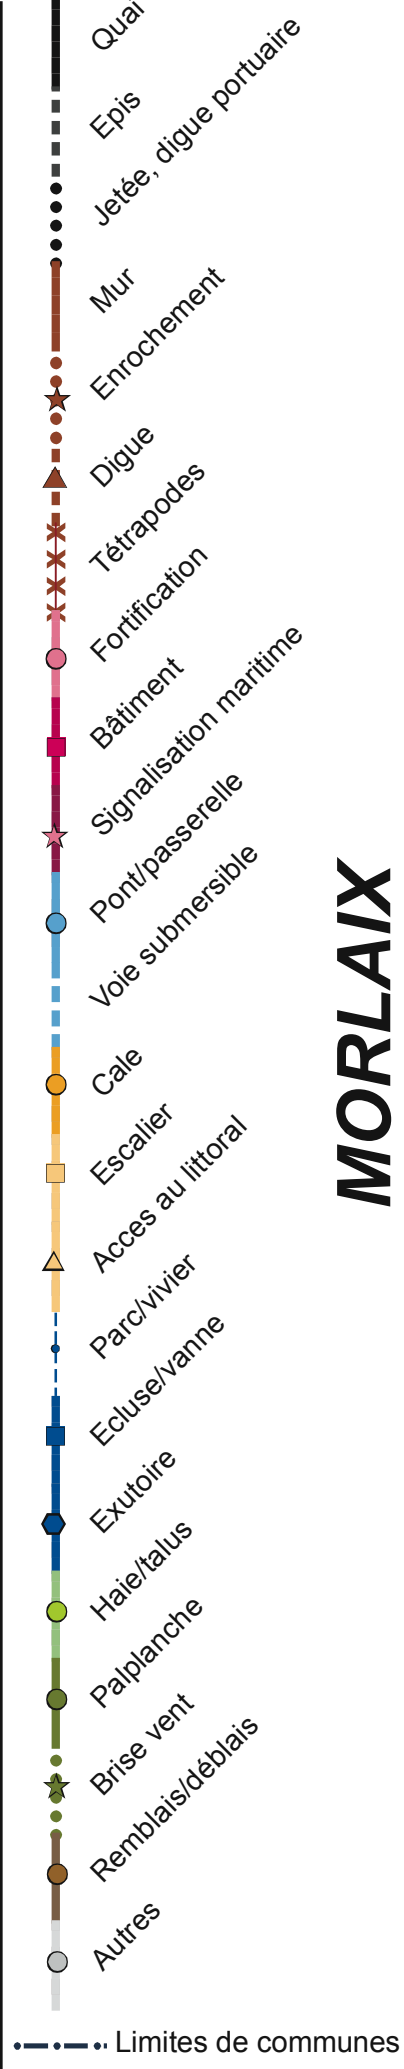 Quai
Epis
Jetée, digue portuaire
Mur
Enrochement
Digue
Tétrapodes
Fortification
Bâtiment
Signalisation maritime
Pont/passerelle
Voie submersible
Cale
Escalier
Acces au littoral
Parc/vivier
Ecluse/vanne
Exutoire
Haie/talus
Palplanche
Brise vent
Remblais/déblais
Autres
Limites de communes
MORLAIX